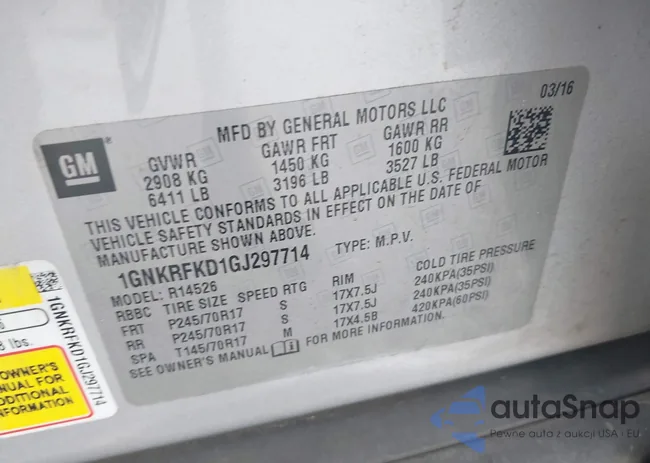 03/16
MFD BY GENERAL MOTORS LLC
GM
GVWR GAWR FRT GAWR RR
2908 KG 1450 KG 1600 KG
6411 LB 3196 LB 3527 LB
THIS VEHICLE CONFORMS TO ALL APPLICABLE U.S. FEDERAL MOTOR
VEHICLE SAFETY STANDARDS IN EFFECT ON THE DATE OF
MANUFACTURE SHOWN ABOVE.
1GNKRFKD1GJ297714 TYPE: M.P.V.
MODEL: R14526
RBBC TIRE SIZE SPEED RTG RIM COLD TIRE PRESSURE
FRT P245/70R17 S 17X7.5J 240KPA(35PSI)
RR P245/70R17 S 17X7.5J 240KPA(35PSI)
SPA T145/70R17 M 17X4.5B 420KPA(60PSI)
SEE OWNER'S MANUAL FOR MORE INFORMATION.
1GNKRFKD1GJ297714
lbs.
OWNER'S
FOR
INFORMATION
autaSnap
Pewne auta z aukcji USA i EU